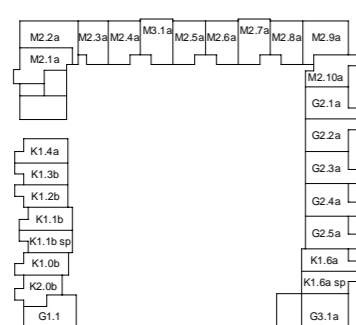 M2.2a M2.3a M2.4a M3.1a M2.5a M2.6a M2.7a M2.8a M2.9a
M2.1a
M2.10a
G2.1a
G2.2a
G2.3a
G2.4a
G2.5a
K1.6a
K1.6a sp
G3.1a
K1.4a
K1.3b
K1.2b
K1.1b
K1.1b sp
K1.0b
K2.0b
G1.1